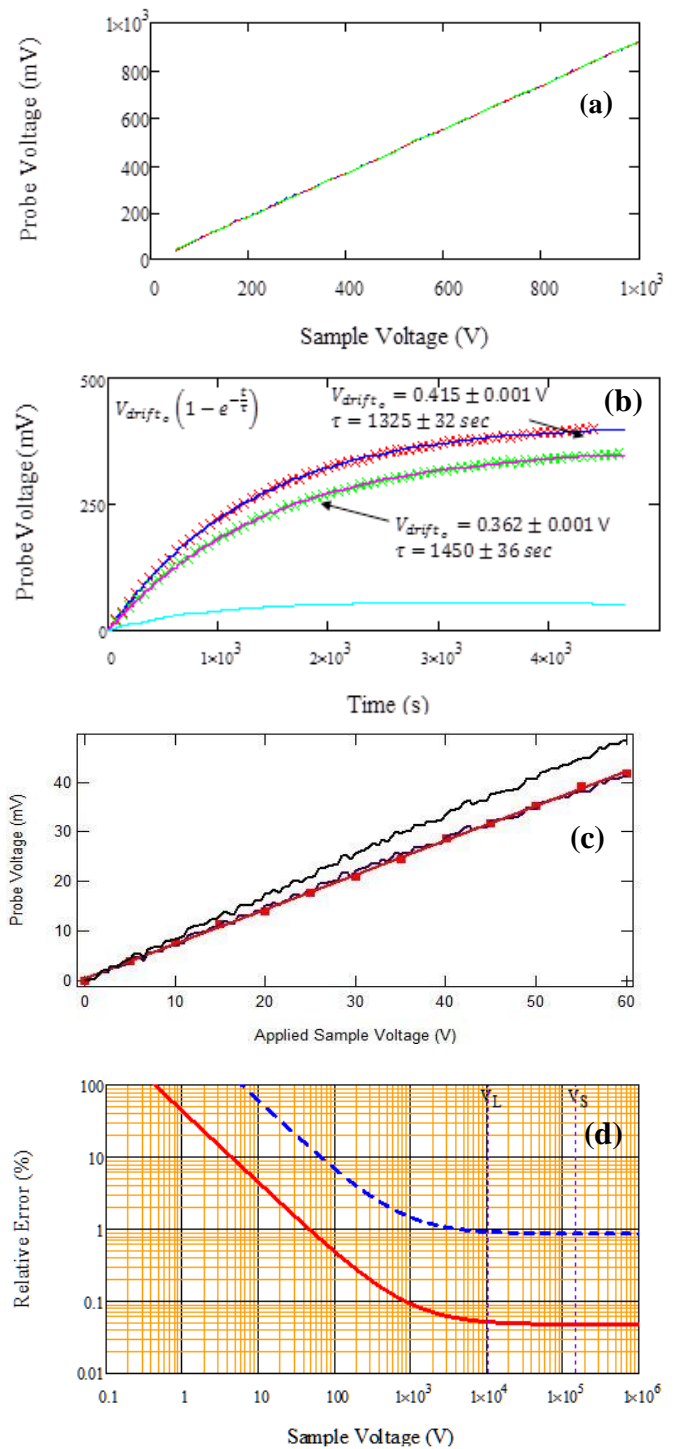 1×10³
800
600
400
200
0
Probe Voltage (mV)
(a)
0 200 400 600 800 1×10³
Sample Voltage (V)
500
250
0
Probe Voltage (mV)
V_drift₀ (1 − e^(−t/τ))
V_drift₀ = 0.415 ± 0.001 V
τ = 1325 ± 32 sec
(b)
V_drift₀ = 0.362 ± 0.001 V
τ = 1450 ± 36 sec
0 1×10³ 2×10³ 3×10³ 4×10³
Time (s)
40
30
20
10
0
Probe Voltage (mV)
(c)
0 10 20 30 40 50 60
Applied Sample Voltage (V)
100
10
1
0.1
0.01
Relative Error (%)
V_L V_S
(d)
0.1 1 10 100 1×10³ 1×10⁴ 1×10⁵ 1×10⁶
Sample Voltage (V)